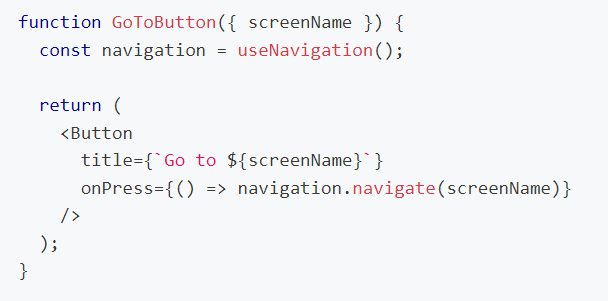 function GoToButton({ screenName }) {
  const navigation = useNavigation();

  return (
    <Button
      title={`Go to ${screenName}`}
      onPress={() => navigation.navigate(screenName)}
    />
  );
}